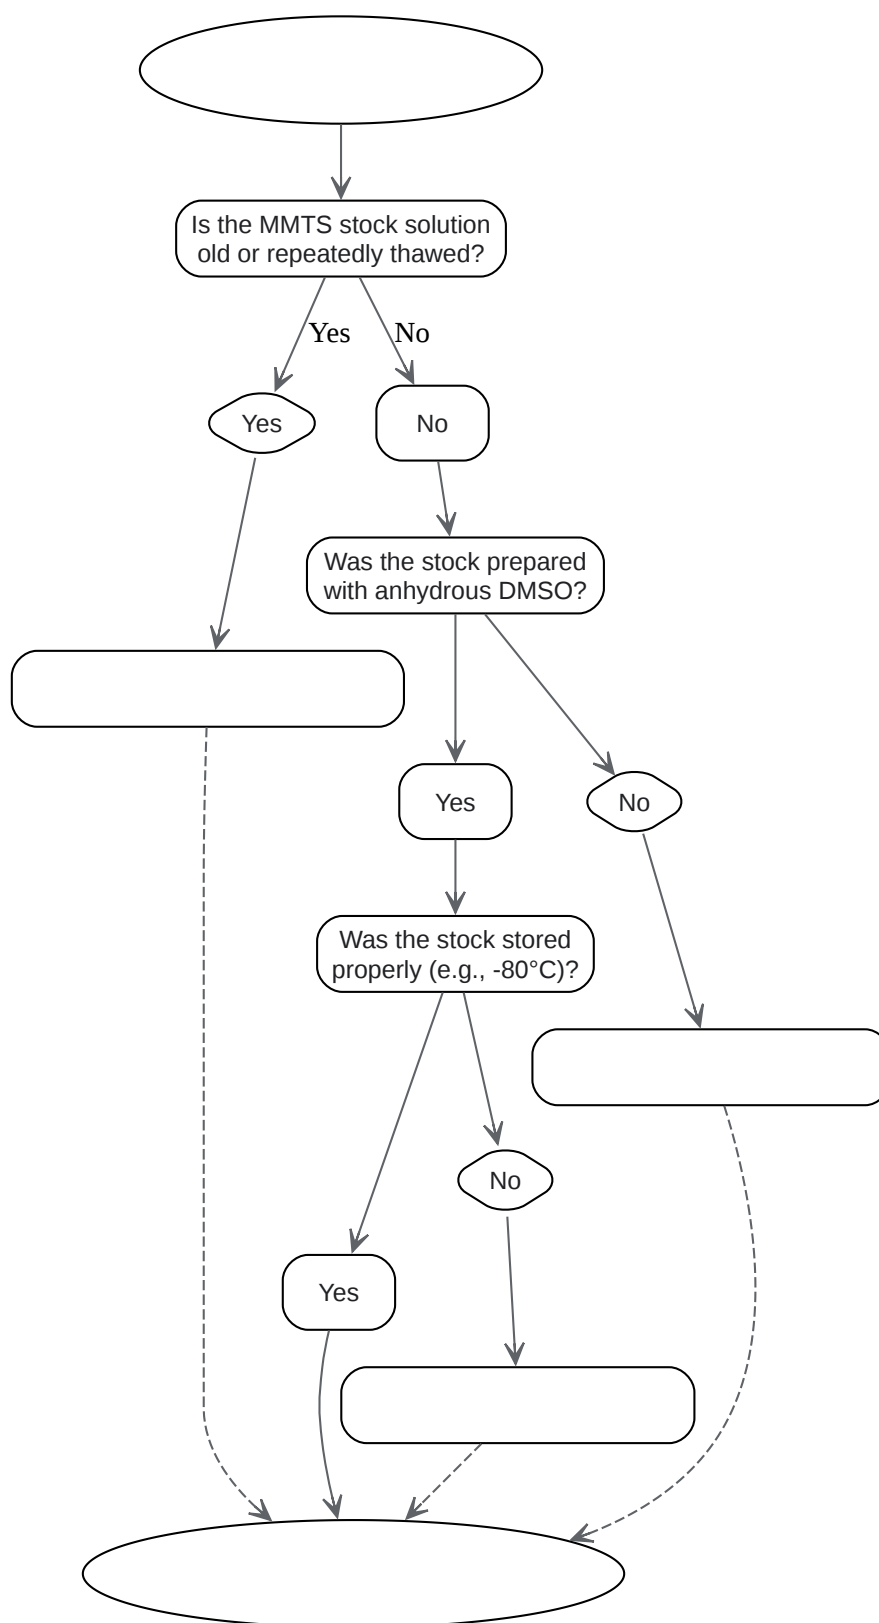 Is the MMTS stock solution
old or repeatedly thawed?
Yes
No
Yes
No
Was the stock prepared
with anhydrous DMSO?
Yes
No
Was the stock stored
properly (e.g., -80°C)?
No
Yes